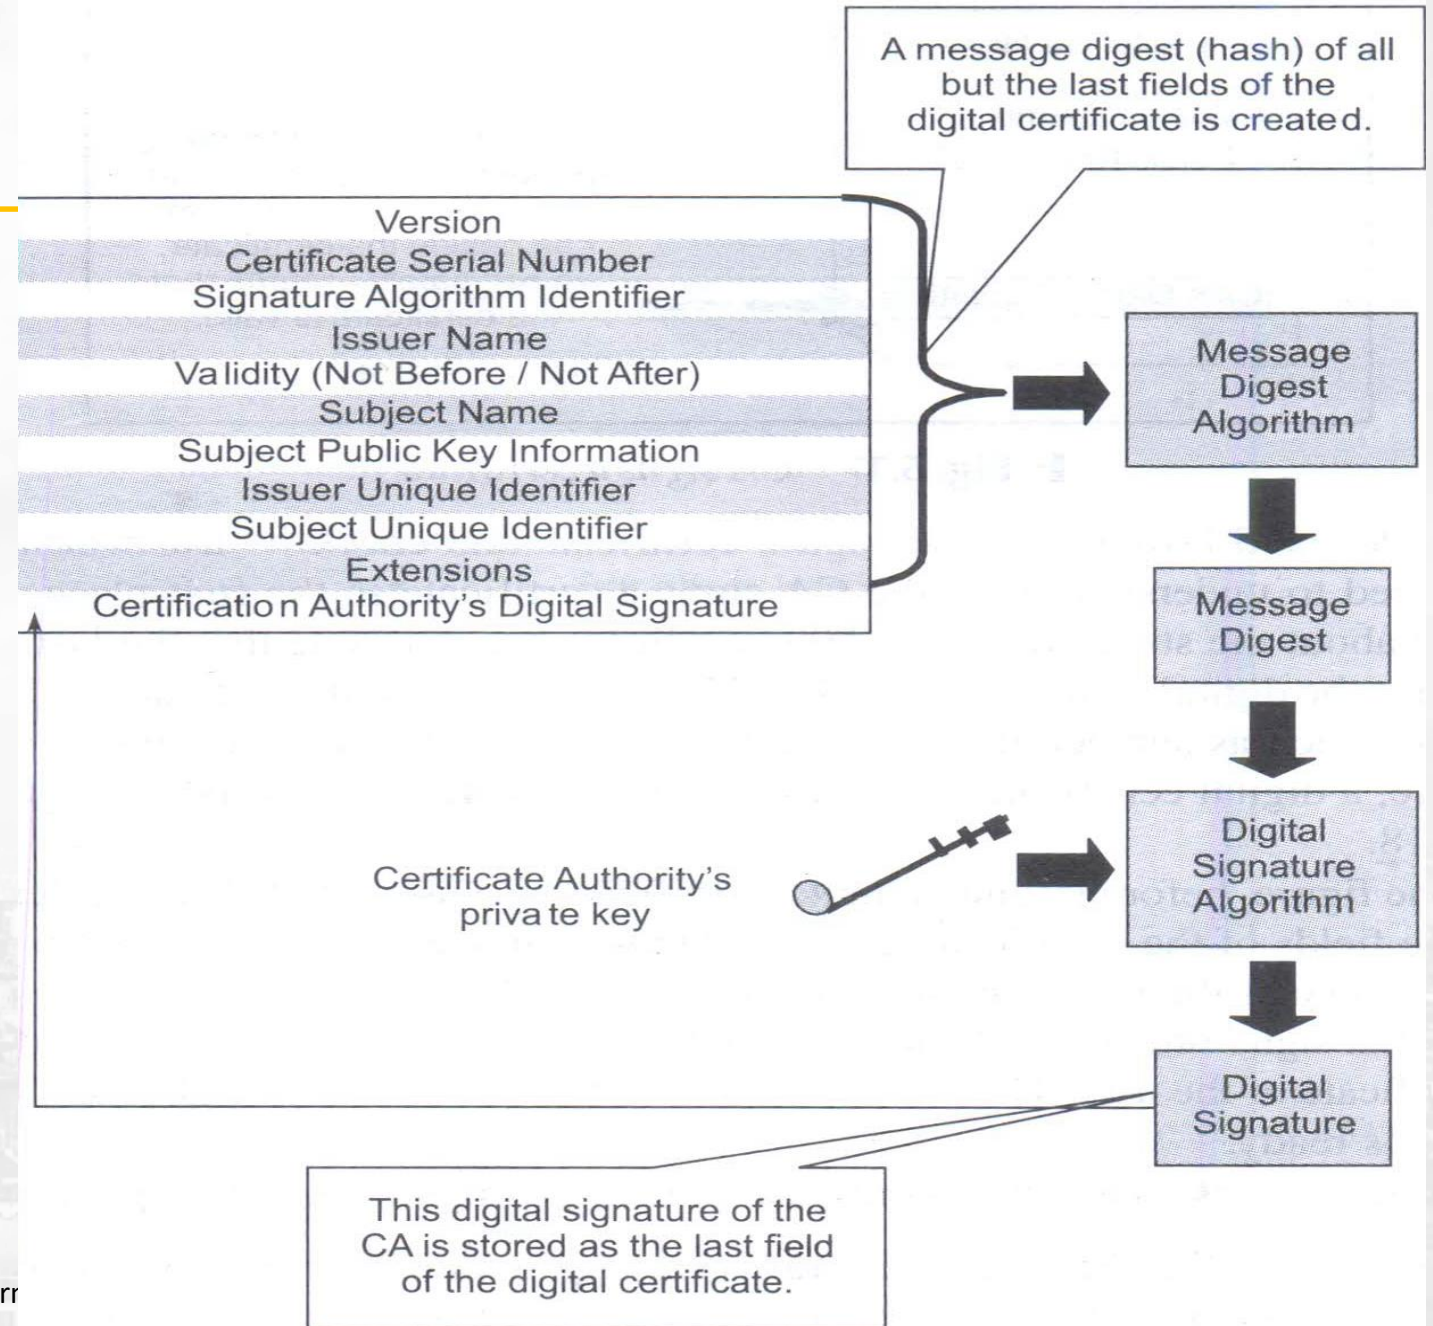 A message digest (hash) of all
but the last fields of the
digital certificate is created.
Version
Certificate Serial Number
Signature Algorithm Identifier
Issuer Name
Validity (Not Before / Not After)
Subject Name
Subject Public Key Information
Issuer Unique Identifier
Subject Unique Identifier
Extensions
Certification Authority's Digital Signature
Message
Digest
Algorithm
Message
Digest
Certificate Authority's
private key
Digital
Signature
Algorithm
Digital
Signature
This digital signature of the
CA is stored as the last field
of the digital certificate.